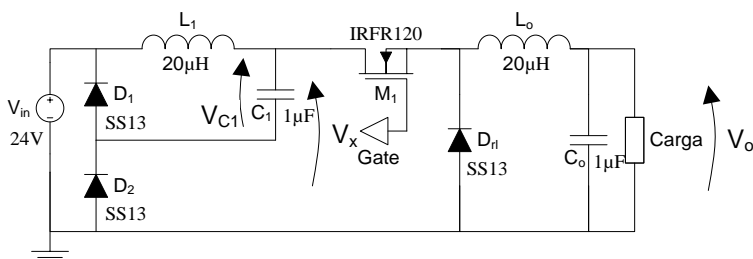 L1
20µH
IRFR120
Lo
20µH
Vin
24V
D1
SS13
VC1
C1
1µF
Vx
M1
Gate
Drl
SS13
Co
1µF
Carga
Vo
D2
SS13